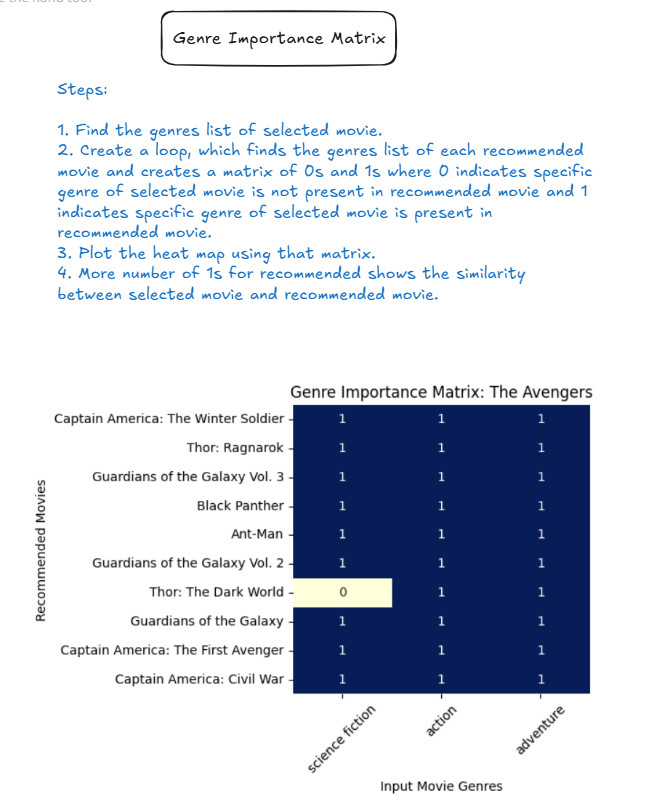 e the hand tool
Genre Importance Matrix
Steps:
1. Find the genres list of selected movie.
2. Create a loop, which finds the genres list of each recommended
movie and creates a matrix of 0s and 1s where 0 indicates specific
genre of selected movie is not present in recommended movie and 1
indicates specific genre of selected movie is present in
recommended movie.
3. Plot the heat map using that matrix.
4. More number of 1s for recommended shows the similarity
between selected movie and recommended movie.
Genre Importance Matrix: The Avengers
Recommended Movies
Captain America: The Winter Soldier 1 1 1
Thor: Ragnarok 1 1 1
Guardians of the Galaxy Vol. 3 1 1 1
Black Panther 1 1 1
Ant-Man 1 1 1
Guardians of the Galaxy Vol. 2 1 1 1
Thor: The Dark World 0 1 1
Guardians of the Galaxy 1 1 1
Captain America: The First Avenger 1 1 1
Captain America: Civil War 1 1 1
science fiction action adventure
Input Movie Genres